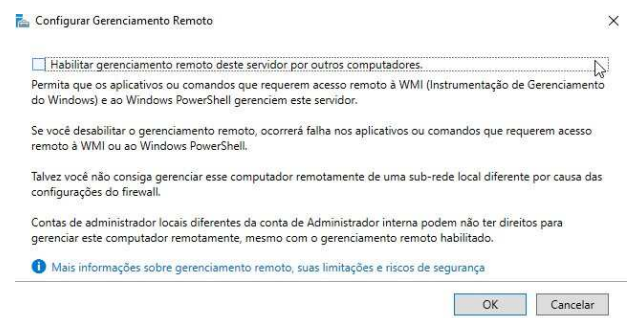 Configurar Gerenciamento Remoto
Habilitar gerenciamento remoto deste servidor por outros computadores.
Permita que os aplicativos ou comandos que requerem acesso remoto à WMI (Instrumentação de Gerenciamento
do Windows) e ao Windows PowerShell gerenciem este servidor.
Se você desabilitar o gerenciamento remoto, ocorrerá falha nos aplicativos ou comandos que requerem acesso
remoto à WMI ou ao Windows PowerShell.
Talvez você não consiga gerenciar esse computador remotamente de uma sub-rede local diferente por causa das
configurações do firewall.
Contas de administrador locais diferentes da conta de Administrador interna podem não ter direitos para
gerenciar este computador remotamente, mesmo com o gerenciamento remoto habilitado.
Mais informações sobre gerenciamento remoto, suas limitações e riscos de segurança
OK Cancelar